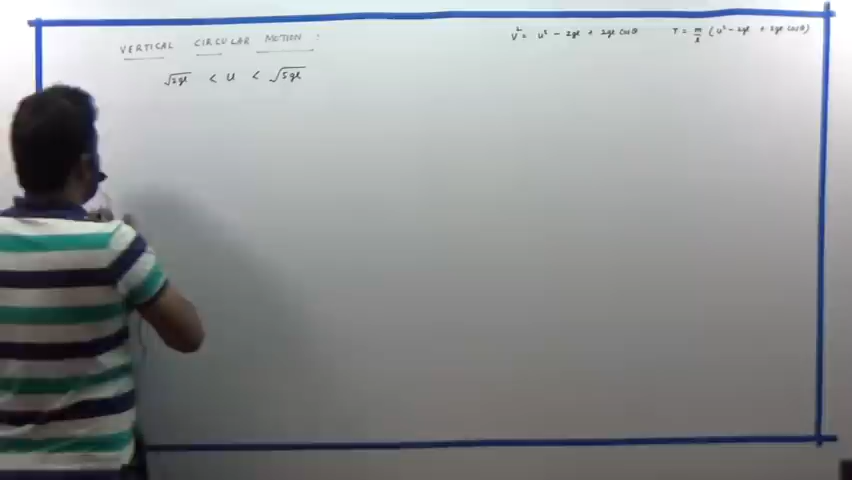 VERTICAL CIRCULAR MOTION :
√2gl < u < √5gl
v² = u² - 2gl + 2gl cosθ
T = m/l (u² - 2gl + 3gl cosθ)